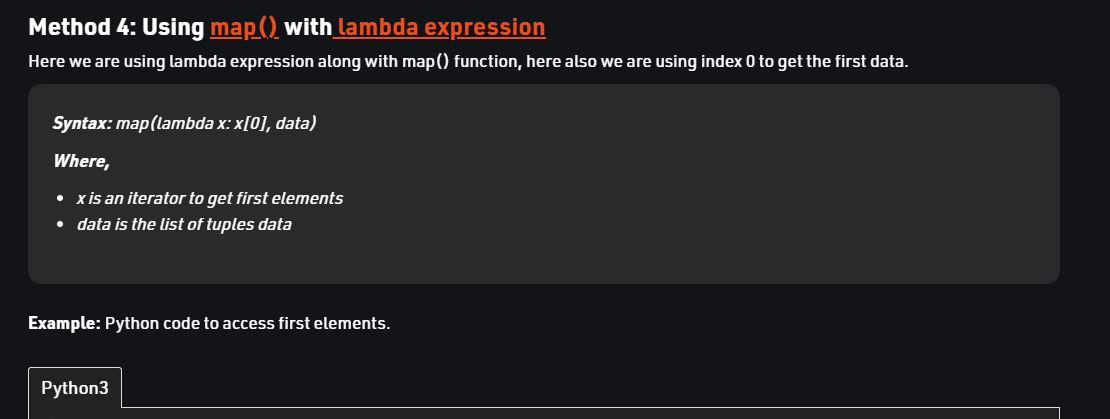 Method 4: Using map() with lambda expression
Here we are using lambda expression along with map() function, here also we are using index 0 to get the first data.
Syntax: map(lambda x: x[0], data)
Where,
• x is an iterator to get first elements
• data is the list of tuples data
Example: Python code to access first elements.
Python3